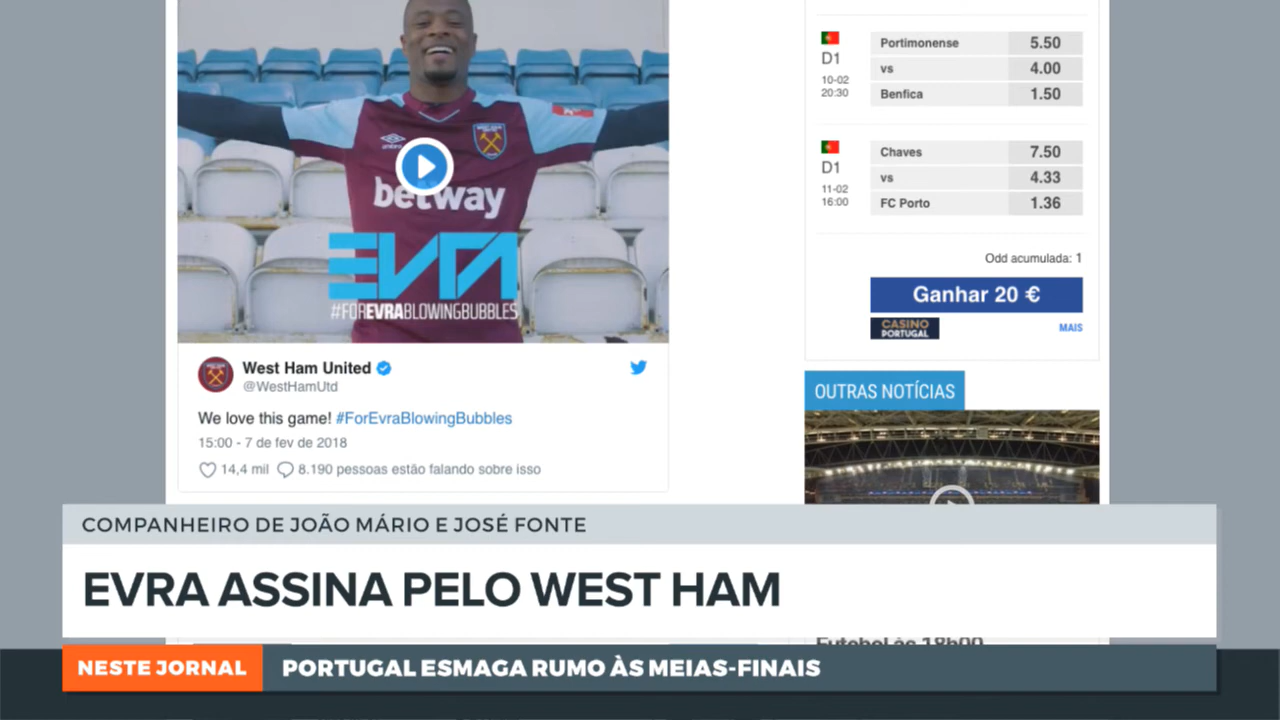 umbro
betway
EVRA
#FOREVRABLOWINGBUBBLES
West Ham United
@WestHamUtd
We love this game! #ForEvraBlowingBubbles
15:00 - 7 de fev de 2018
14,4 mil
8.190 pessoas estão falando sobre isso
D1
10-02
20:30
Portimonense 5.50
vs 4.00
Benfica 1.50
D1
11-02
16:00
Chaves 7.50
vs 4.33
FC Porto 1.36
Odd acumulada: 1
Ganhar 20 €
CASINO
PORTUGAL
MAIS
OUTRAS NOTÍCIAS
Futebol às 18h00
COMPANHEIRO DE JOÃO MÁRIO E JOSÉ FONTE
EVRA ASSINA PELO WEST HAM
NESTE JORNAL
PORTUGAL ESMAGA RUMO ÀS MEIAS-FINAIS